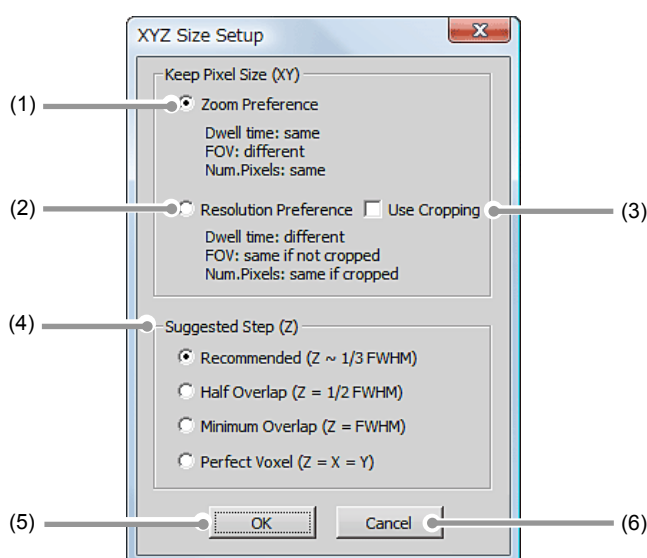 XYZ Size Setup
Keep Pixel Size (XY)
(1)
Zoom Preference
Dwell time: same
FOV: different
Num.Pixels: same
(2)
Resolution Preference
Use Cropping
(3)
Dwell time: different
FOV: same if not cropped
Num.Pixels: same if cropped
(4)
Suggested Step (Z)
Recommended (Z ~ 1/3 FWHM)
Half Overlap (Z = 1/2 FWHM)
Minimum Overlap (Z = FWHM)
Perfect Voxel (Z = X = Y)
(5)
OK
Cancel
(6)